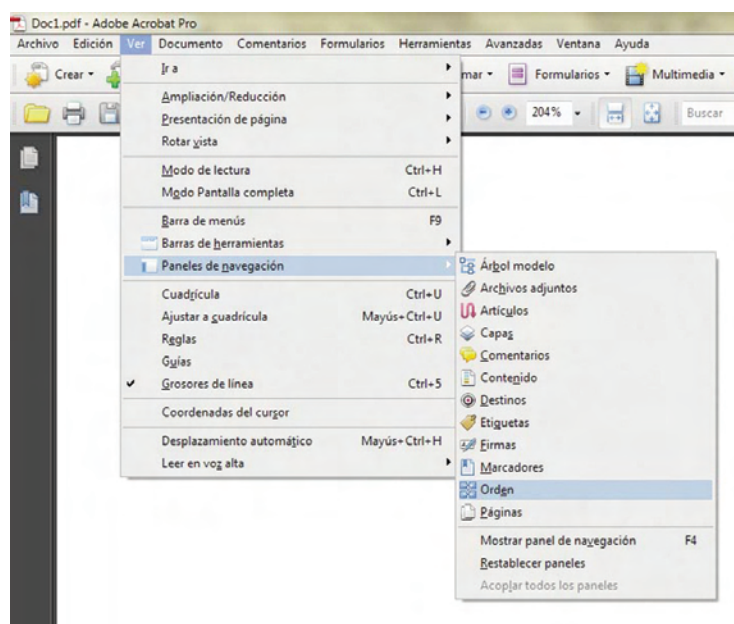 Doc1.pdf - Adobe Acrobat Pro
Archivo Edición Ver Documento Comentarios Formularios Herramientas Avanzadas Ventana Ayuda
Crear mar Formularios Multimedia
204% Buscar
Ir a
Ampliación/Reducción
Presentación de página
Rotar vista
Modo de lectura Ctrl+H
Modo Pantalla completa Ctrl+L
Barra de menús F9
Barras de herramientas
Paneles de navegación
Cuadrícula Ctrl+U
Ajustar a cuadrícula Mayús+Ctrl+U
Reglas Ctrl+R
Guías
Grosores de línea Ctrl+5
Coordenadas del cursor
Desplazamiento automático Mayús+Ctrl+H
Leer en voz alta
Árbol modelo
Archivos adjuntos
Artículos
Capas
Comentarios
Contenido
Destinos
Etiquetas
Firmas
Marcadores
Orden
Páginas
Mostrar panel de navegación F4
Restablecer paneles
Acoplar todos los paneles